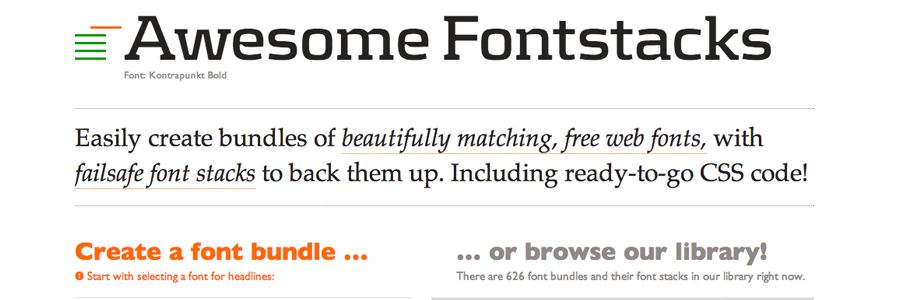 Awesome Fontstacks
Font: Kontrapunkt Bold
Easily create bundles of beautifully matching, free web fonts, with
failsafe font stacks to back them up. Including ready-to-go CSS code!
Create a font bundle ...
Start with selecting a font for headlines:
... or browse our library!
There are 626 font bundles and their font stacks in our library right now.